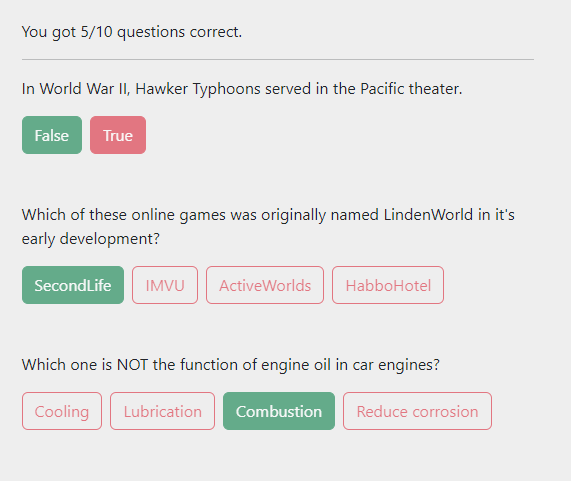 You got 5/10 questions correct.
In World War II, Hawker Typhoons served in the Pacific theater.
False True
Which of these online games was originally named LindenWorld in it's
early development?
SecondLife IMVU ActiveWorlds HabboHotel
Which one is NOT the function of engine oil in car engines?
Cooling Lubrication Combustion Reduce corrosion